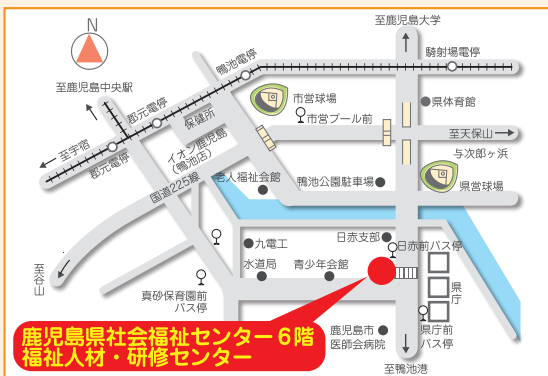 N
至鹿児島大学
騎射場電停
至鹿児島中央駅
鴨池電停
市営球場
県体育館
郡元電停
保健所
市営プール前
至天保山
至宇宿
郡元電停
イオン鹿児島
(鴨池店)
与次郎ヶ浜
国道225線
老人福祉会館
鴨池公園駐車場
県営球場
日赤支部
日赤前バス停
九電工
至谷山
水道局
青少年会館
県庁
真砂保育園前
バス停
鹿児島市
医師会病院
県庁前
バス停
鹿児島県社会福祉センター6階
福祉人材・研修センター
至鴨池港